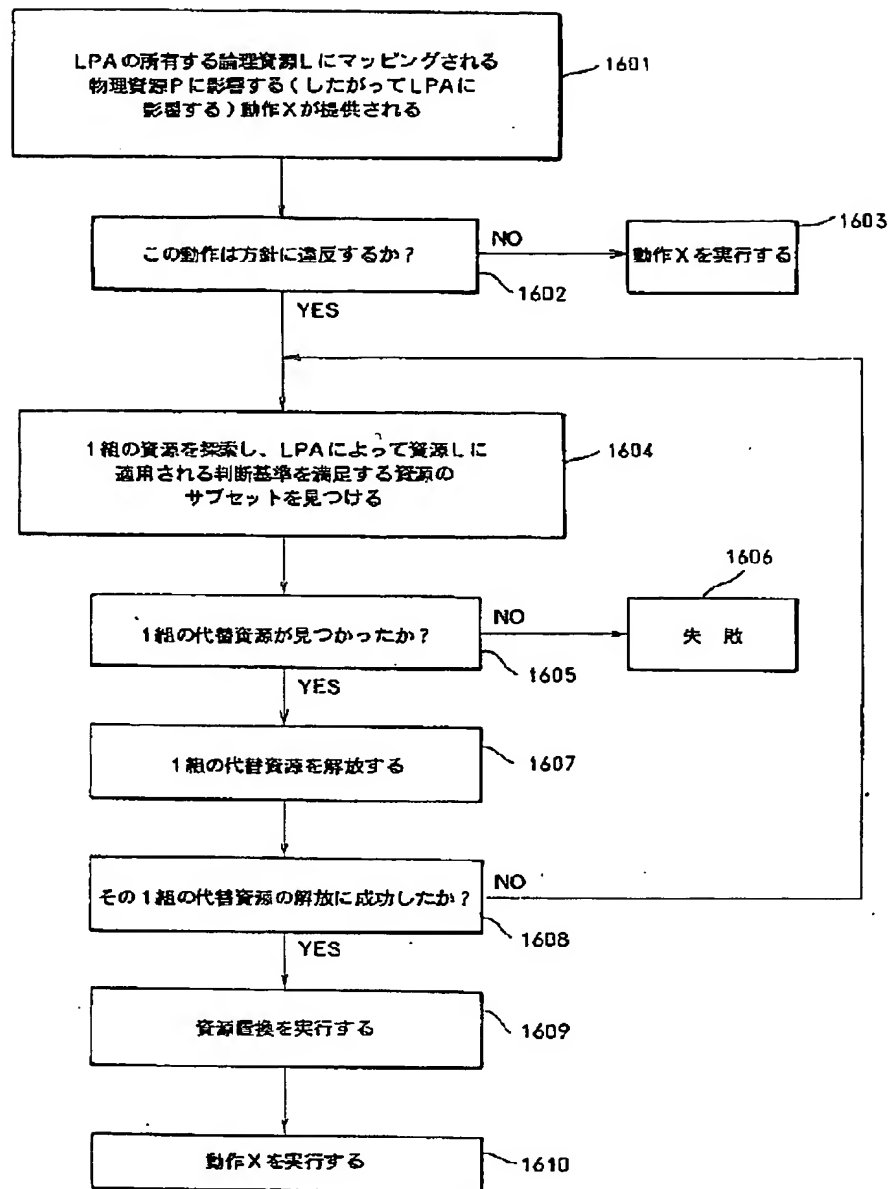 LPAの所有する論理資源Lにマッピングされる
物理資源Pに影響する(したがってLPAに
影響する)動作Xが提供される
1601
この動作は方針に違反するか?
NO
1602
YES
1603
動作Xを実行する
1組の資源を探索し、LPAによって資源Lに
適用される判断基準を満足する資源の
サブセットを見つける
1604
1組の代替資源が見つかったか?
NO
1605
YES
1606
失 敗
1組の代替資源を解放する
1607
その1組の代替資源の解放に成功したか?
NO
1608
YES
資源置換を実行する
1609
動作Xを実行する
1610